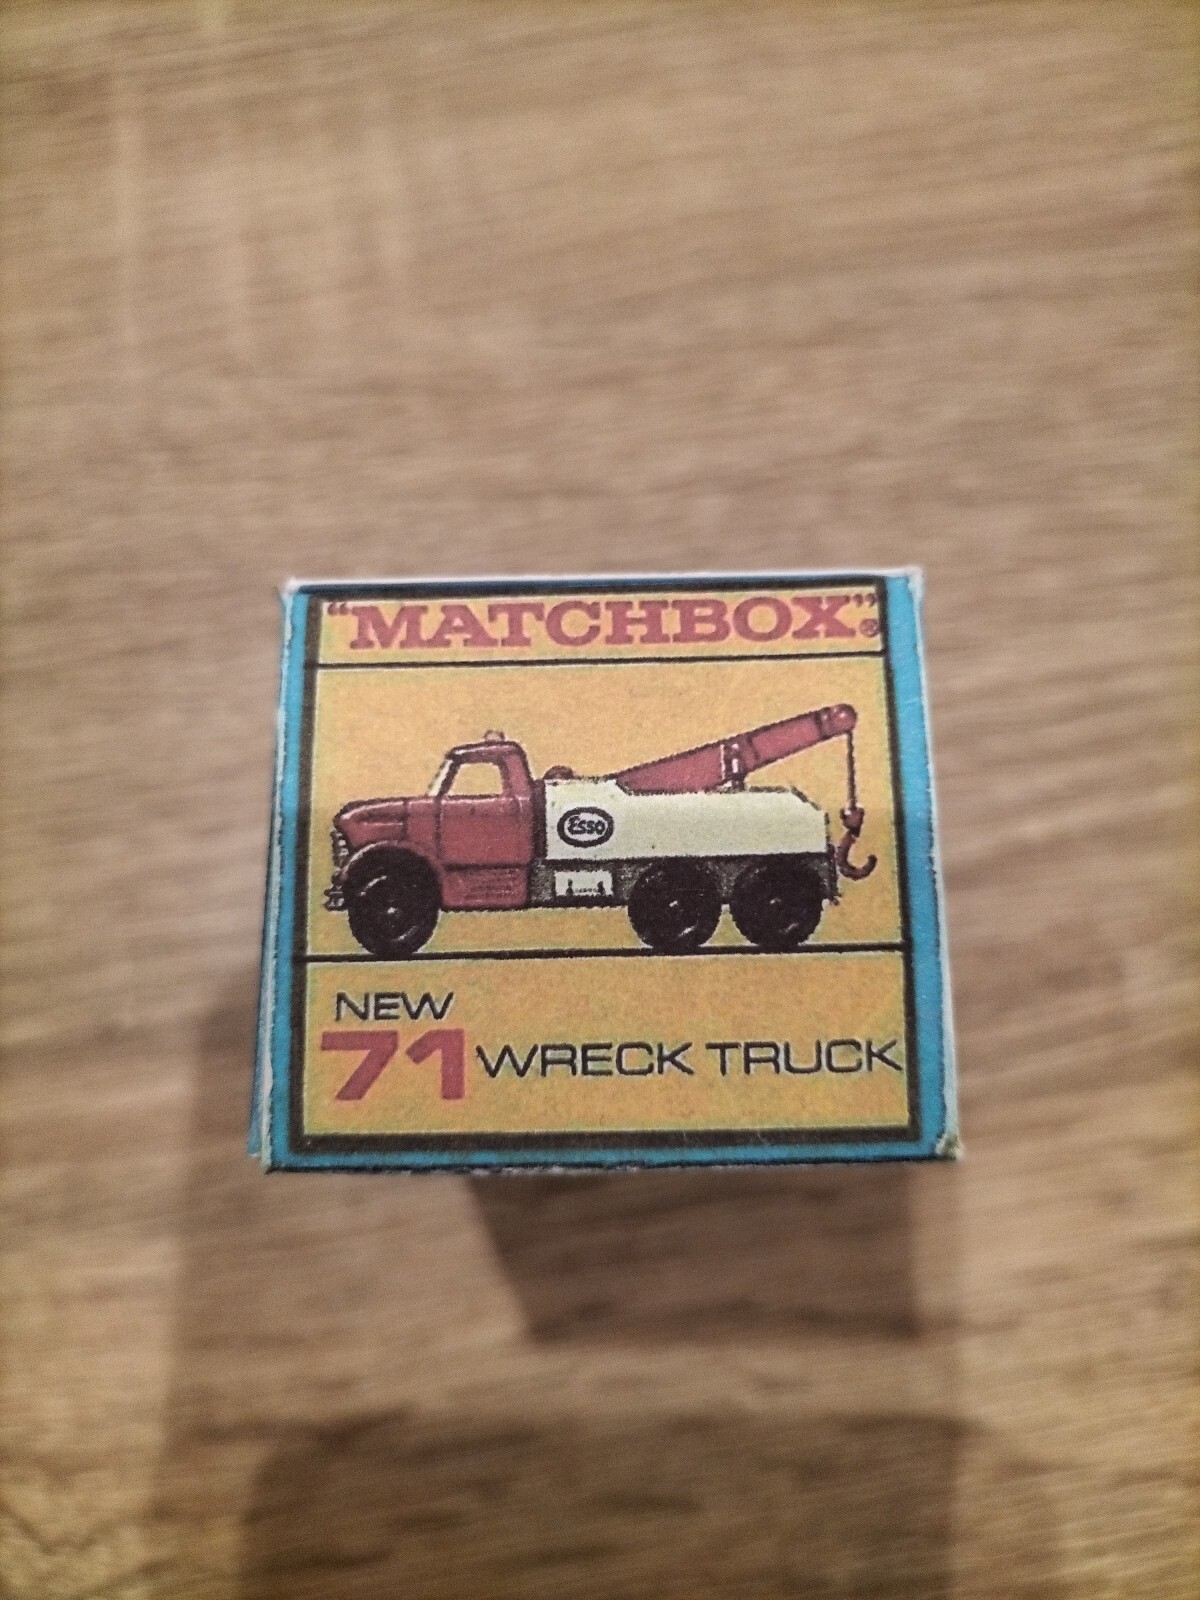 "MATCHBOX"®
Esso
NEW
71 WRECK TRUCK